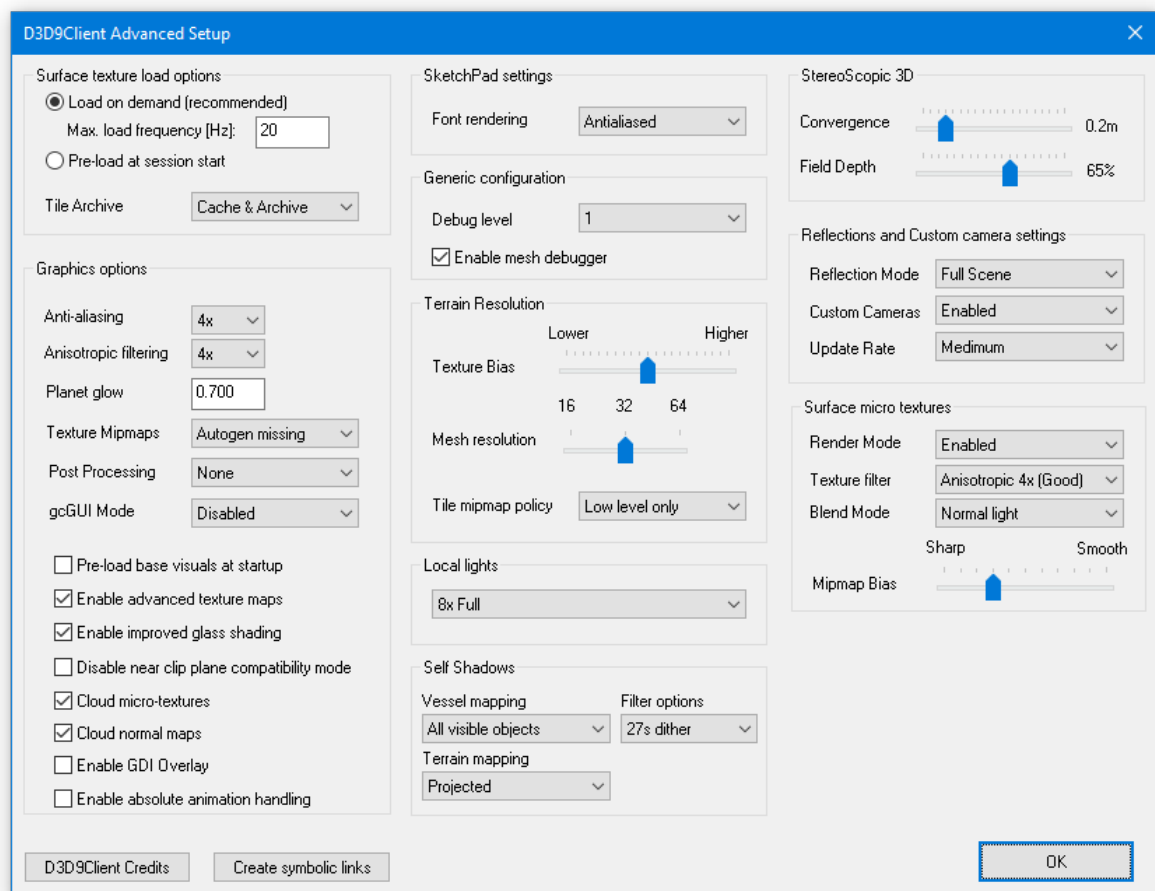 D3D9Client Advanced Setup
Surface texture load options
Load on demand (recommended)
Max. load frequency [Hz]: 20
Pre-load at session start
Tile Archive Cache & Archive
Graphics options
Anti-aliasing 4x
Anisotropic filtering 4x
Planet glow 0.700
Texture Mipmaps Autogen missing
Post Processing None
gcGUI Mode Disabled
Pre-load base visuals at startup
Enable advanced texture maps
Enable improved glass shading
Disable near clip plane compatibility mode
Cloud micro-textures
Cloud normal maps
Enable GDI Overlay
Enable absolute animation handling
D3D9Client Credits
Create symbolic links
SketchPad settings
Font rendering Antialiased
Generic configuration
Debug level 1
Enable mesh debugger
Terrain Resolution
Lower Higher
Texture Bias
16 32 64
Mesh resolution
Tile mipmap policy Low level only
Local lights
8x Full
Self Shadows
Vessel mapping Filter options
All visible objects 27s dither
Terrain mapping
Projected
StereoScopic 3D
Convergence 0.2m
Field Depth 65%
Reflections and Custom camera settings
Reflection Mode Full Scene
Custom Cameras Enabled
Update Rate Medimum
Surface micro textures
Render Mode Enabled
Texture filter Anisotropic 4x (Good)
Blend Mode Normal light
Sharp Smooth
Mipmap Bias
OK